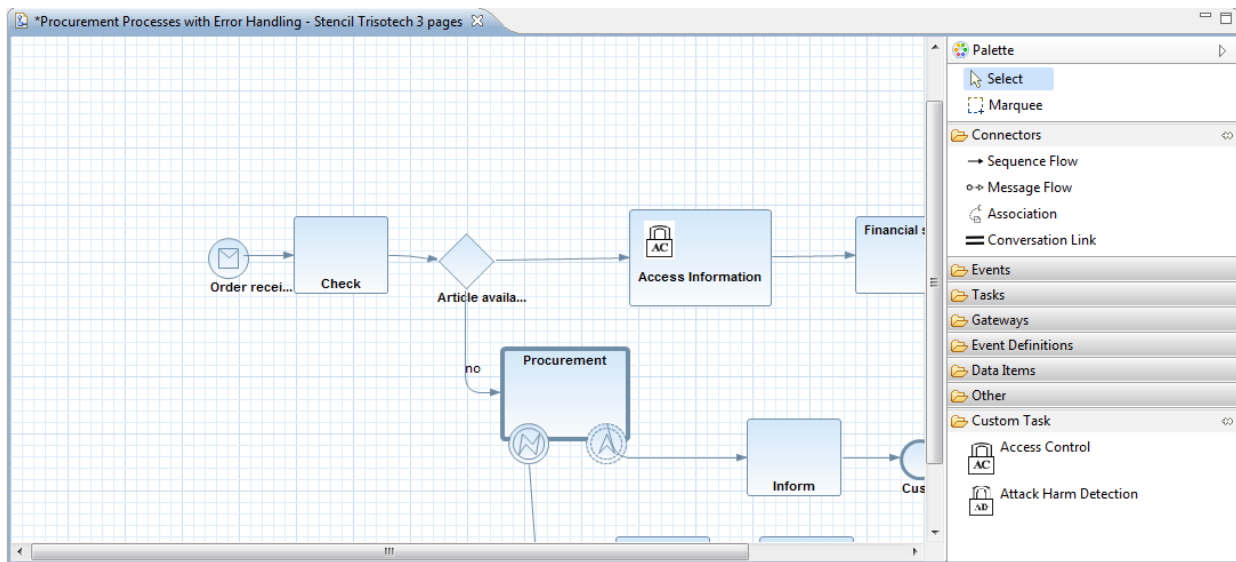 *Procurement Processes with Error Handling - Stencil Trisotech 3 pages
Palette
Select
Marquee
Connectors
Sequence Flow
Message Flow
Association
Conversation Link
Events
Tasks
Gateways
Event Definitions
Data Items
Other
Custom Task
AC
Access Control
AD
Attack Harm Detection
Order recei...
Check
Article availa...
AC
Access Information
Financial s
no
Procurement
Inform
Cus